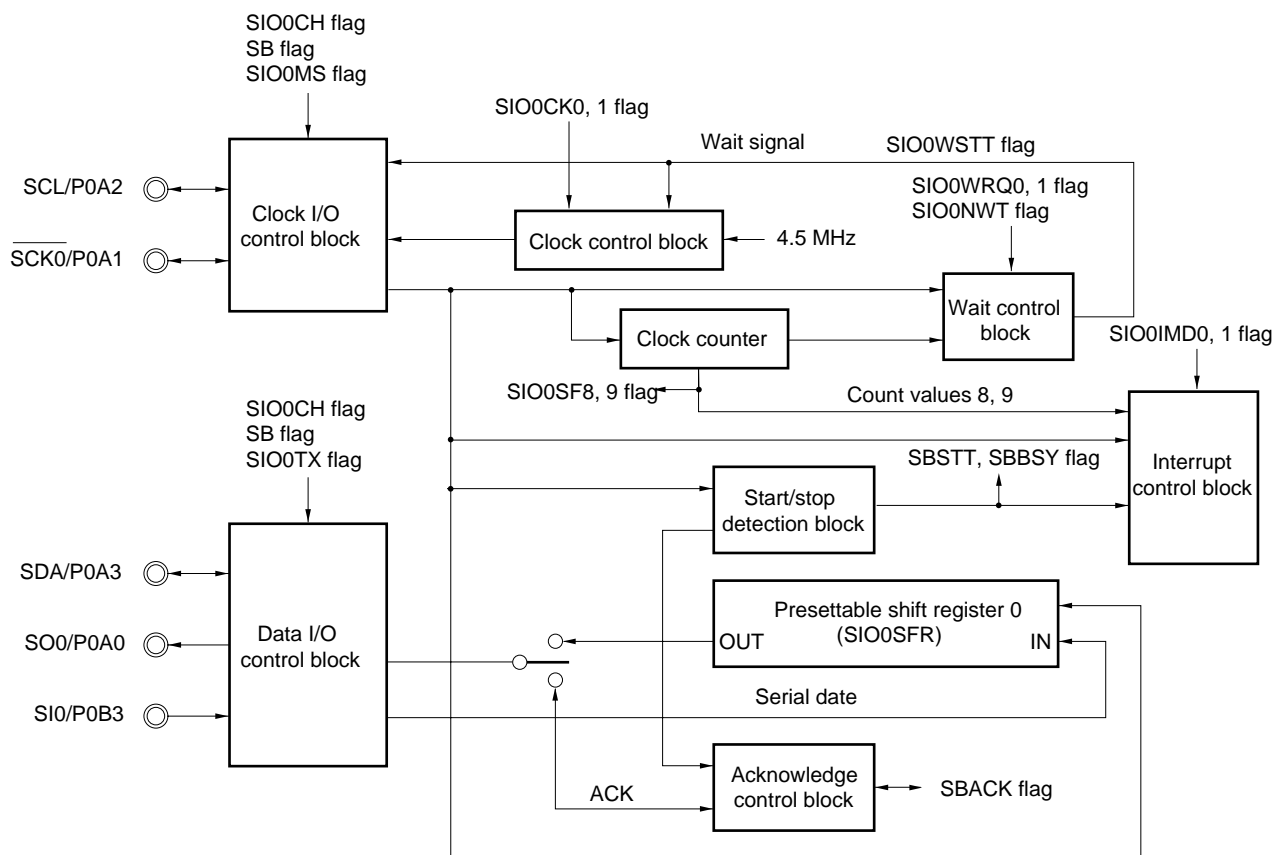 SIO0CH flag
SB flag
SIO0MS flag
SIO0CK0, 1 flag
Wait signal
SIO0WSTT flag
SCL/P0A2
SIO0WRQ0, 1 flag
SIO0NWT flag
Clock I/O
control block
Clock control block
4.5 MHz
SCK0/P0A1
Wait control
block
Clock counter
SIO0IMD0, 1 flag
SIO0SF8, 9 flag
Count values 8, 9
SIO0CH flag
SB flag
SIO0TX flag
SBSTT, SBBSY flag
Interrupt
control block
Start/stop
detection block
SDA/P0A3
Presettable shift register 0
(SIO0SFR)
OUT
IN
SO0/P0A0
Data I/O
control block
Serial date
SI0/P0B3
Acknowledge
control block
ACK
SBACK flag